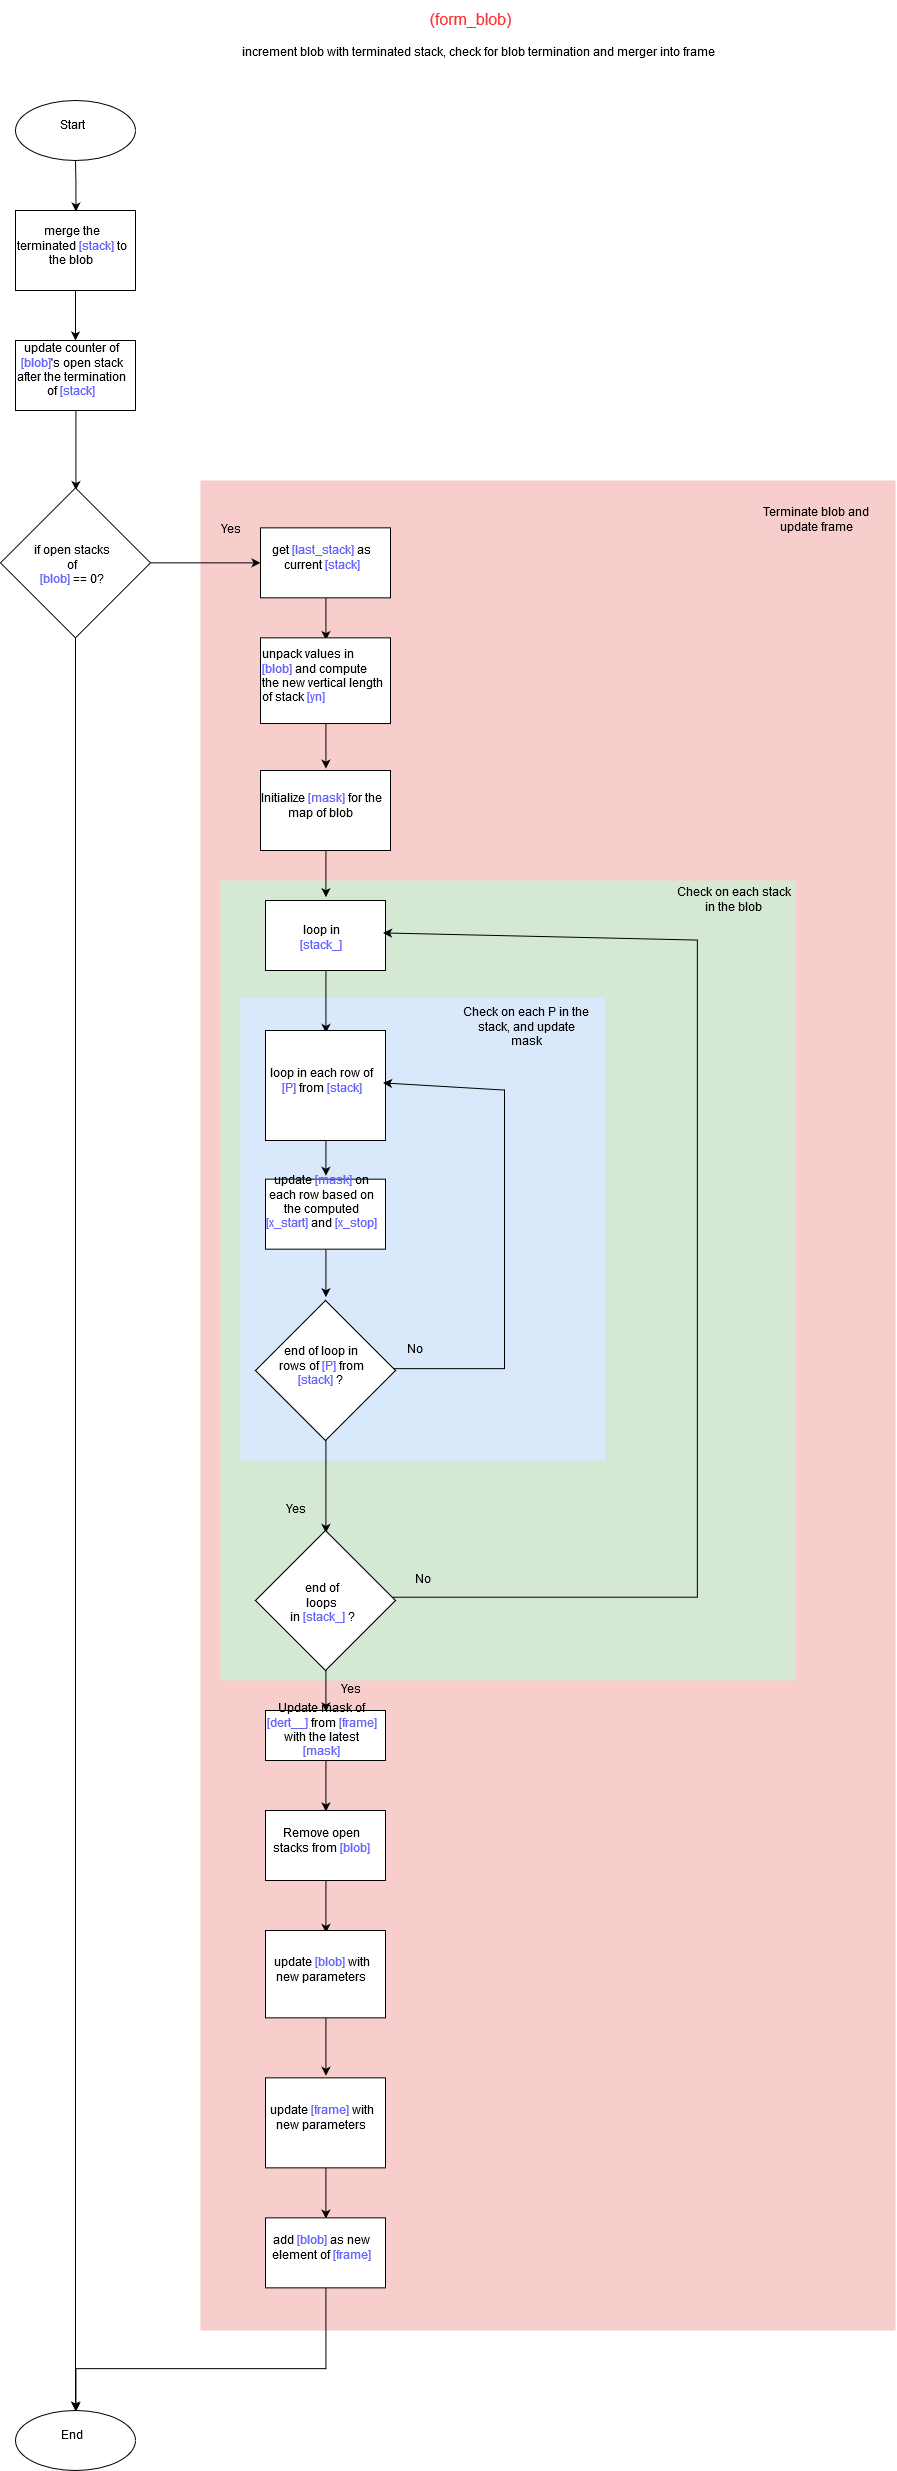 (form_blob)
increment blob with terminated stack, check for blob termination and merger into frame
Start
merge the
terminated [stack] to
the blob
update counter of
[blob]'s open stack
after the termination
of [stack]
if open stacks
of
[blob] == 0?
Yes
Terminate blob and
update frame
get [last_stack] as
current [stack]
unpack values in
[blob] and compute
the new vertical length
of stack [yn]
Initialize [mask] for the
map of blob
Check on each stack
in the blob
loop in
[stack_]
Check on each P in the
stack, and update
mask
loop in each row of
[P] from [stack]
update [mask] on
each row based on
the computed
[x_start] and [x_stop]
end of loop in
rows of [P] from
[stack] ?
No
Yes
end of
loops
in [stack_] ?
No
Yes
Update mask of
[dert__] from [frame]
with the latest
[mask]
Remove open
stacks from [blob]
update [blob] with
new parameters
update [frame] with
new parameters
add [blob] as new
element of [frame]
End